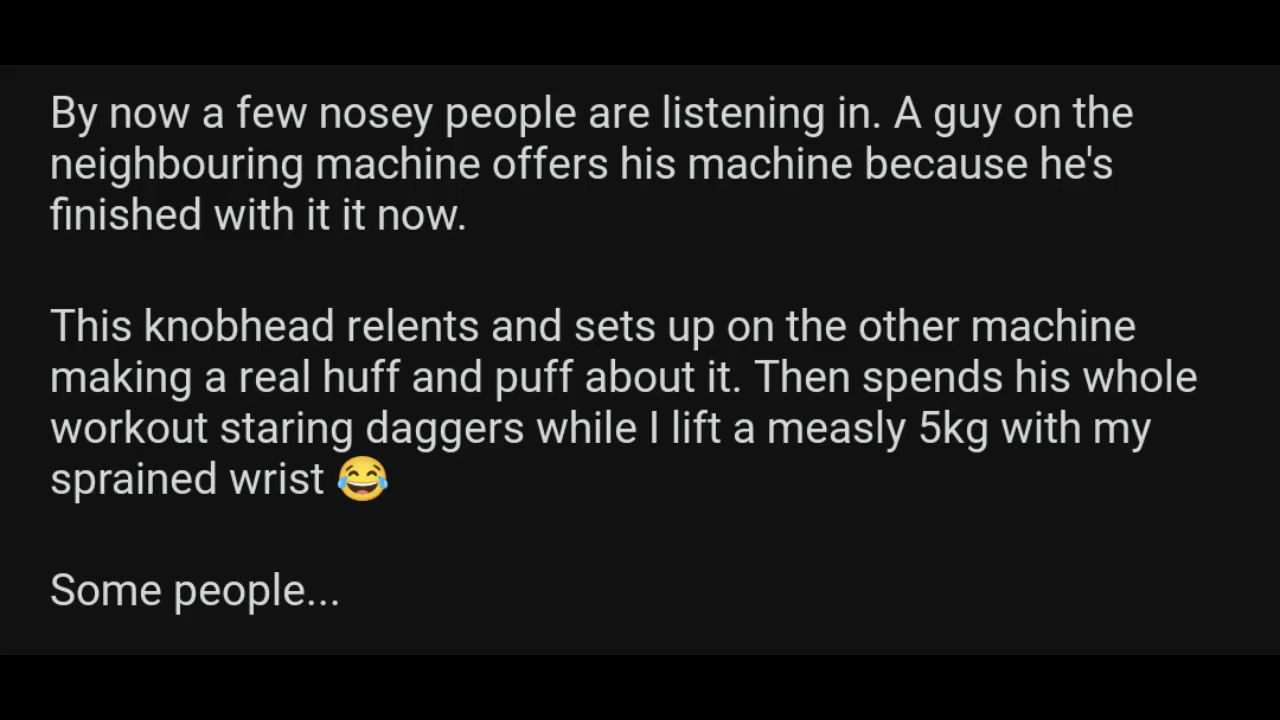 By now a few nosey people are listening in. A guy on the
neighbouring machine offers his machine because he's
finished with it it now.
This knobhead relents and sets up on the other machine
making a real huff and puff about it. Then spends his whole
workout staring daggers while I lift a measly 5kg with my
sprained wrist 😂
Some people...